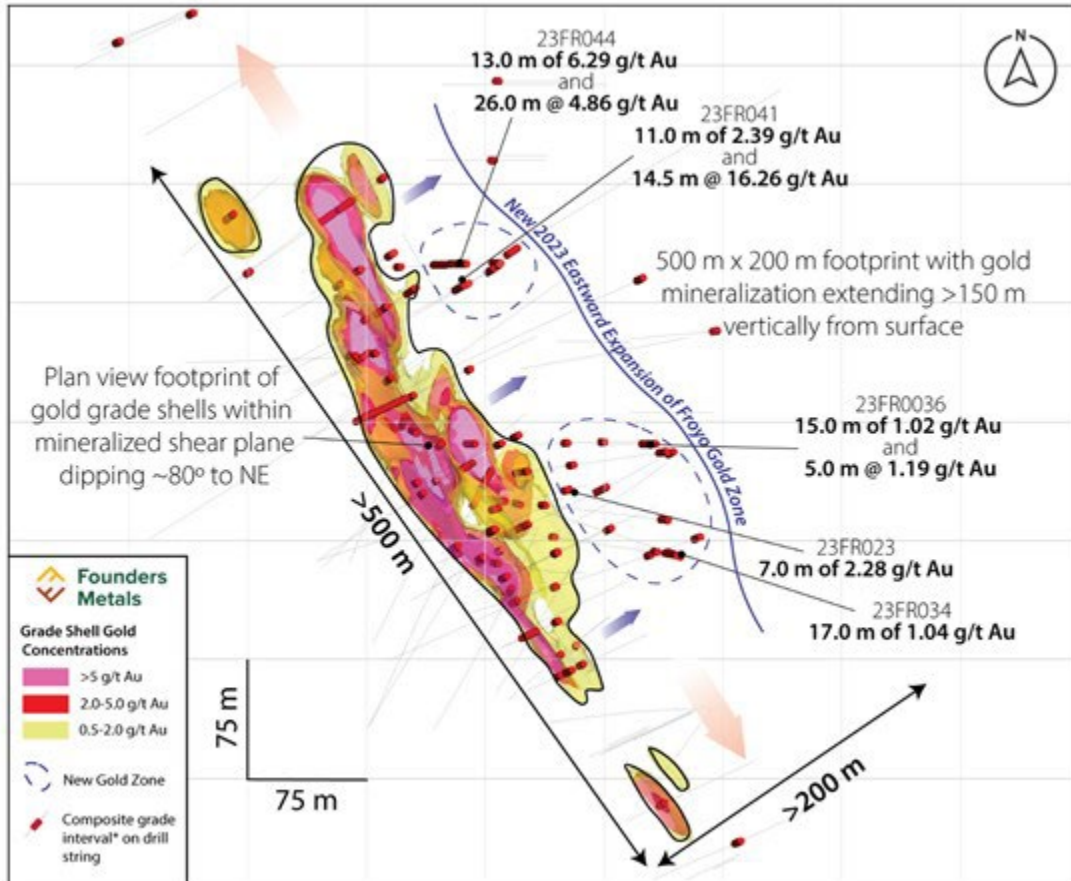 23FR044
13.0 m of 6.29 g/t Au
and
26.0 m @ 4.86 g/t Au
N
23FR041
11.0 m of 2.39 g/t Au
and
14.5 m @ 16.26 g/t Au
New 2023 Eastward Expansion of Froyo Gold Zone
500 m x 200 m footprint with gold
mineralization extending >150 m
vertically from surface
Plan view footprint of
gold grade shells within
mineralized shear plane
dipping ~80º to NE
23FR0036
15.0 m of 1.02 g/t Au
and
5.0 m @ 1.19 g/t Au
>500 m
23FR023
7.0 m of 2.28 g/t Au
23FR034
17.0 m of 1.04 g/t Au
Founders
Metals
Grade Shell Gold
Concentrations
>5 g/t Au
2.0-5.0 g/t Au
0.5-2.0 g/t Au
New Gold Zone
Composite grade
interval* on drill
string
75 m
75 m
>200 m